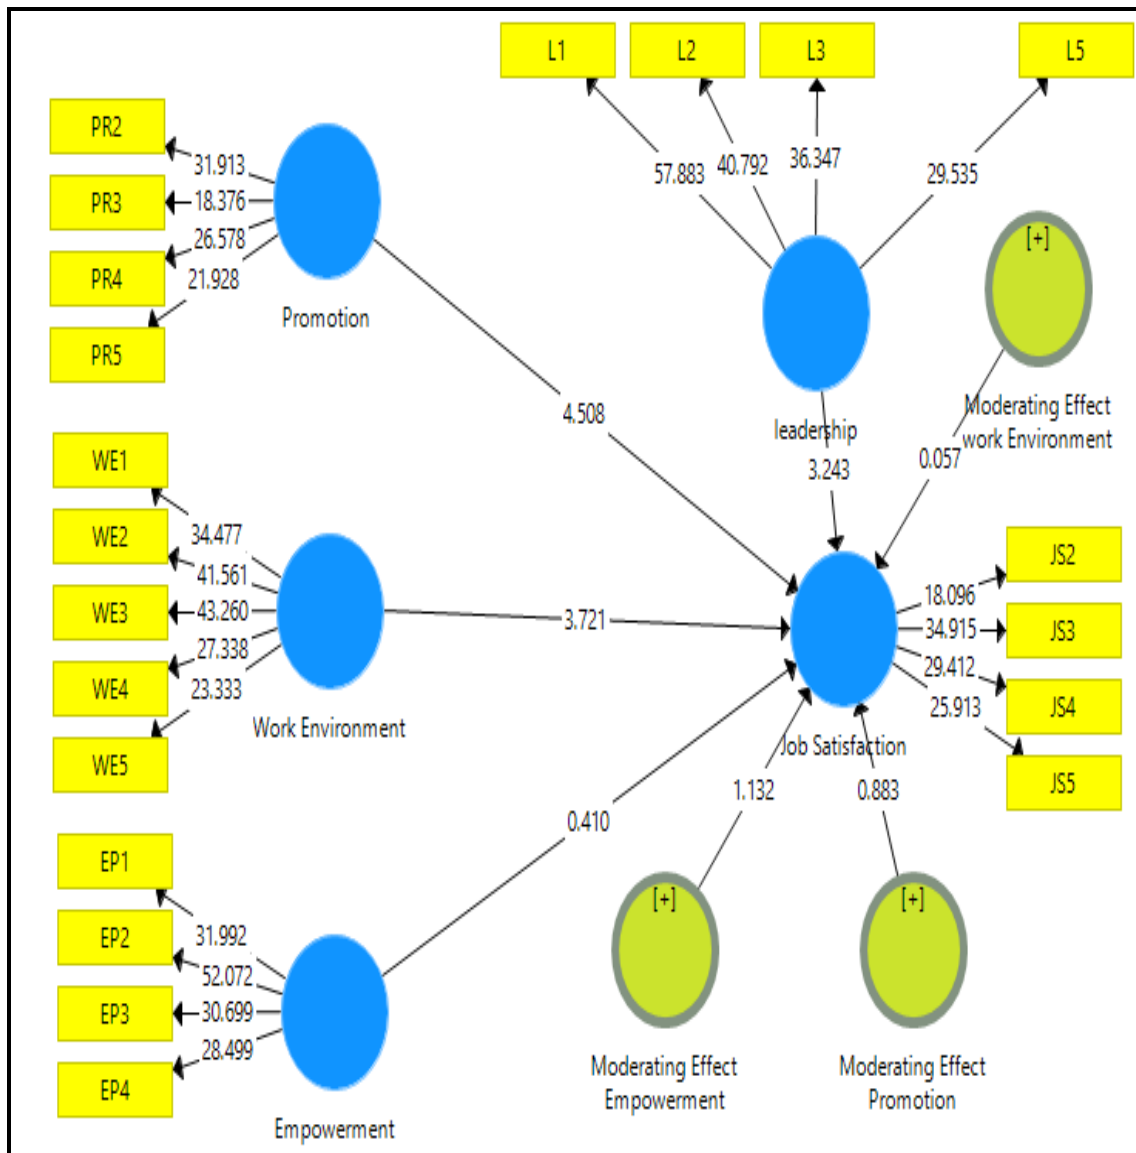 L1
L2
L3
L5
57.883
40.792
36.347
29.535
leadership
3.243
PR2
PR3
PR4
PR5
31.913
18.376
26.578
21.928
Promotion
4.508
[+]
Moderating Effect
work Environment
0.057
WE1
WE2
WE3
WE4
WE5
34.477
41.561
43.260
27.338
23.333
Work Environment
3.721
JS2
JS3
JS4
JS5
18.096
34.915
29.412
25.913
Job Satisfaction
EP1
EP2
EP3
EP4
31.992
52.072
30.699
28.499
Empowerment
0.410
1.132
[+]
Moderating Effect
Empowerment
0.883
[+]
Moderating Effect
Promotion